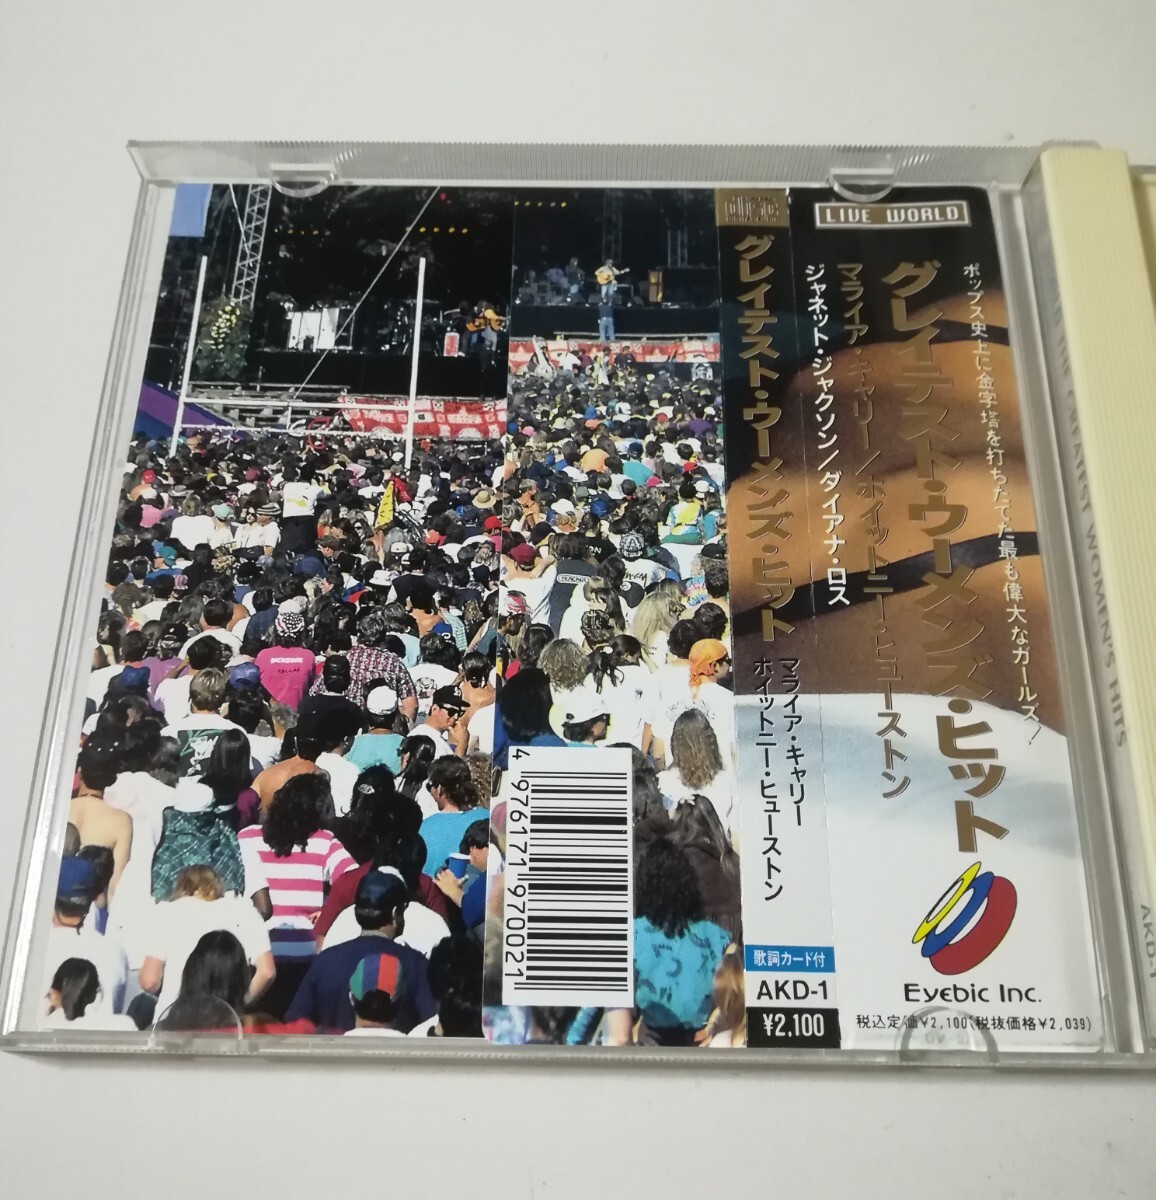 LIVE WORLD
ポップス史上に金字塔を打ちたてた最も偉大なガールズ!
グレイテスト・ウーメンズ・ヒット
マライア・キャリー/ホイットニー・ヒューストン
ジャネット・ジャクソン/ダイアナ・ロス
Eyebic Inc.
税込定価¥2,100(税抜価格¥2,039)
disc
グレイテスト・ウーメンズ・ヒット
マライア・キャリー
ホイットニー・ヒューストン
歌詞カード付
AKD-1
¥2,100
4 976171 970021
GREATEST WOMEN'S HITS
AKD-1